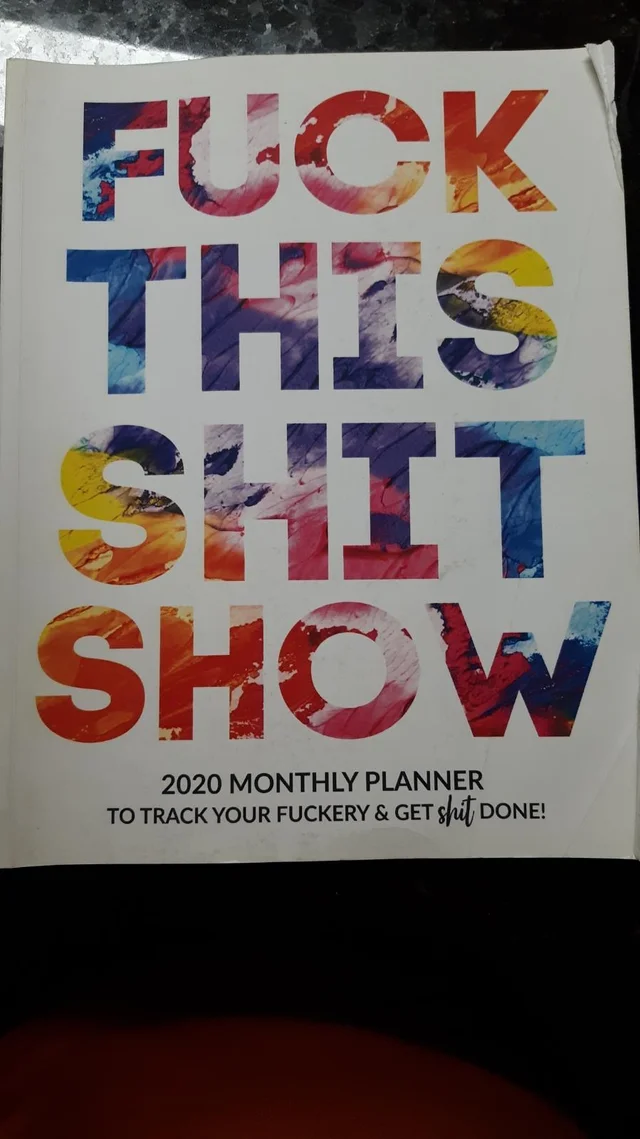 FUCK
THIS
SHIT
SHOW
2020 MONTHLY PLANNER
TO TRACK YOUR FUCKERY & GET shit DONE!